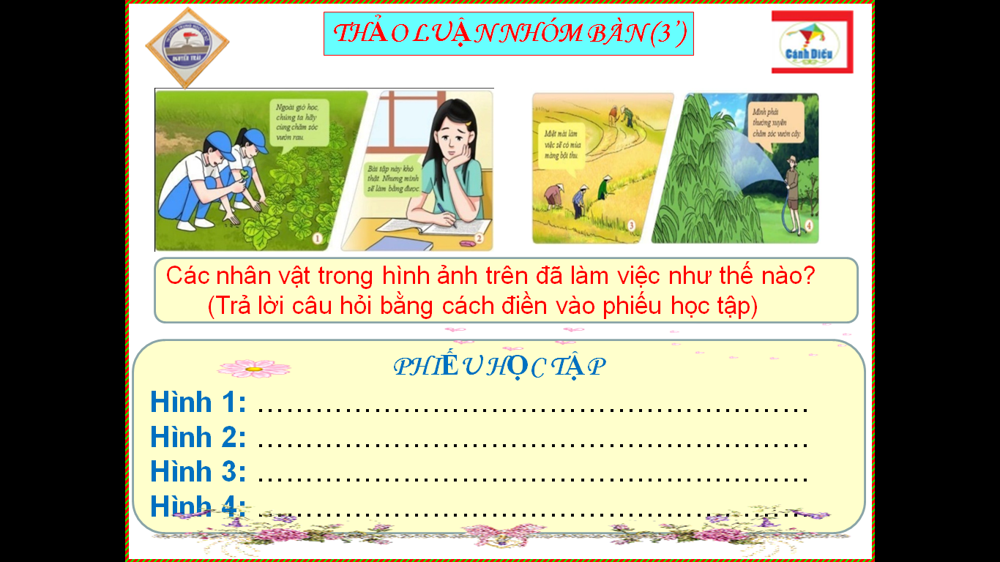 THẢO LUẬN NHÓM BÀN (3’)
NGUYỄN TRÃI
Cánh Diều
Ngoài giờ học,
chúng ta hãy
cùng chăm sóc
vườn rau.
1
Bài tập này khó
thật. Nhưng mình
sẽ làm bằng được.
2
Miệt mài làm
việc sẽ có mùa
màng bội thu.
3
Mình phải
thường xuyên
chăm sóc vườn cây.
4
Các nhân vật trong hình ảnh trên đã làm việc như thế nào?
(Trả lời câu hỏi bằng cách điền vào phiếu học tập)
PHIẾU HỌC TẬP
Hình 1: ……………………………………………………
Hình 2: ……………………………………………………
Hình 3: ……………………………………………………
Hình 4: ……………………………………………………